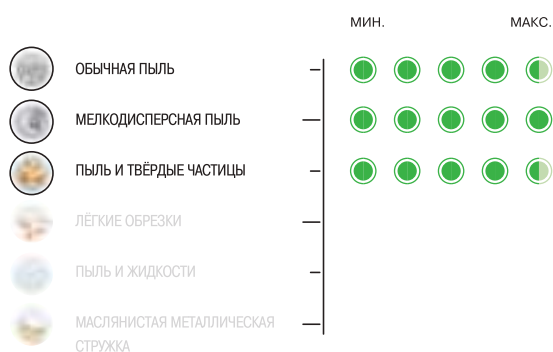 МИН. МАКС.
ОБЫЧНАЯ ПЫЛЬ
МЕЛКОДИСПЕРСНАЯ ПЫЛЬ
ПЫЛЬ И ТВЁРДЫЕ ЧАСТИЦЫ
ЛЁГКИЕ ОБРЕЗКИ
ПЫЛЬ И ЖИДКОСТИ
МАСЛЯНИСТАЯ МЕТАЛЛИЧЕСКАЯ
СТРУЖКА